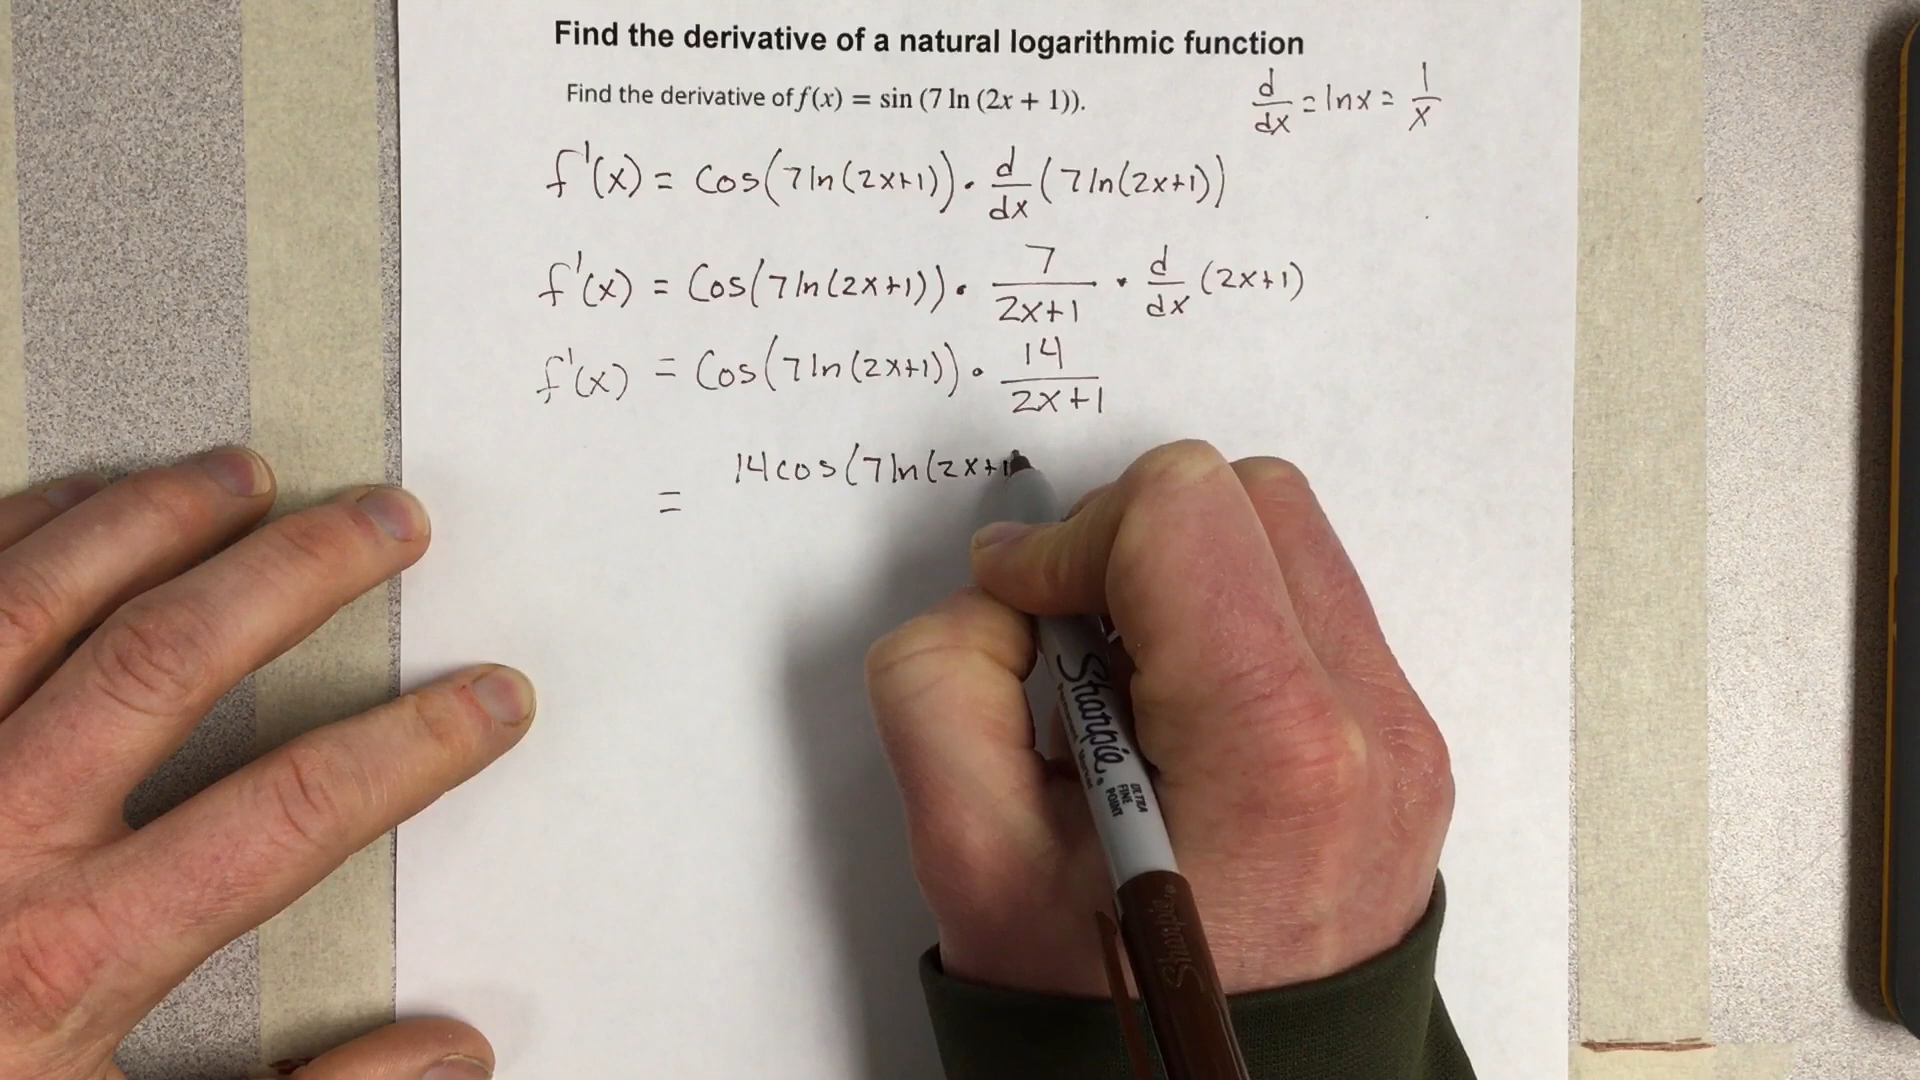 Find the derivative of a natural logarithmic function
Find the derivative of f(x) = sin (7 ln (2x + 1)).
d/dx = lnx = 1/x
f'(x) = Cos(7ln(2x+1)) · d/dx (7ln(2x+1))
f'(x) = Cos(7ln(2x+1)) · 7/(2x+1) · d/dx (2x+1)
f'(x) = Cos(7ln(2x+1)) · 14/(2x+1)
= 14cos(7ln(2x+1
Sharpie.
ULTRA
FINE
POINT
Sharpie